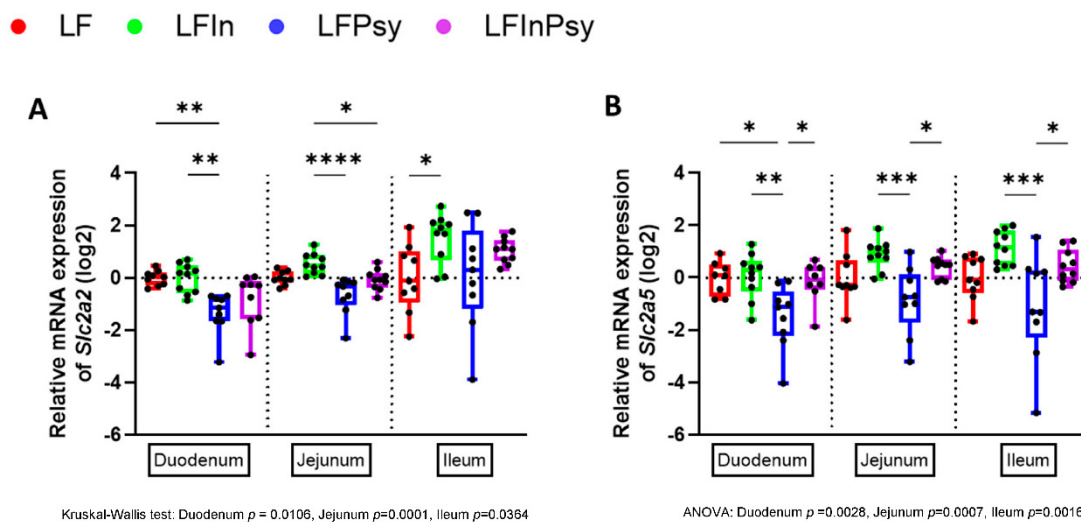 LF LFIn LFPsy LFInPsy
A
** * 
** **** *
Relative mRNA expression
of Slc2a2 (log2)
4
2
0
-2
-4
-6
Duodenum Jejunum Ileum
Kruskal-Wallis test: Duodenum p = 0.0106, Jejunum p=0.0001, Ileum p=0.0364
B
* * * *
** *** ***
Relative mRNA expression
of Slc2a5 (log2)
4
2
0
-2
-4
-6
Duodenum Jejunum Ileum
ANOVA: Duodenum p =0.0028, Jejunum p=0.0007, Ileum p=0.0016